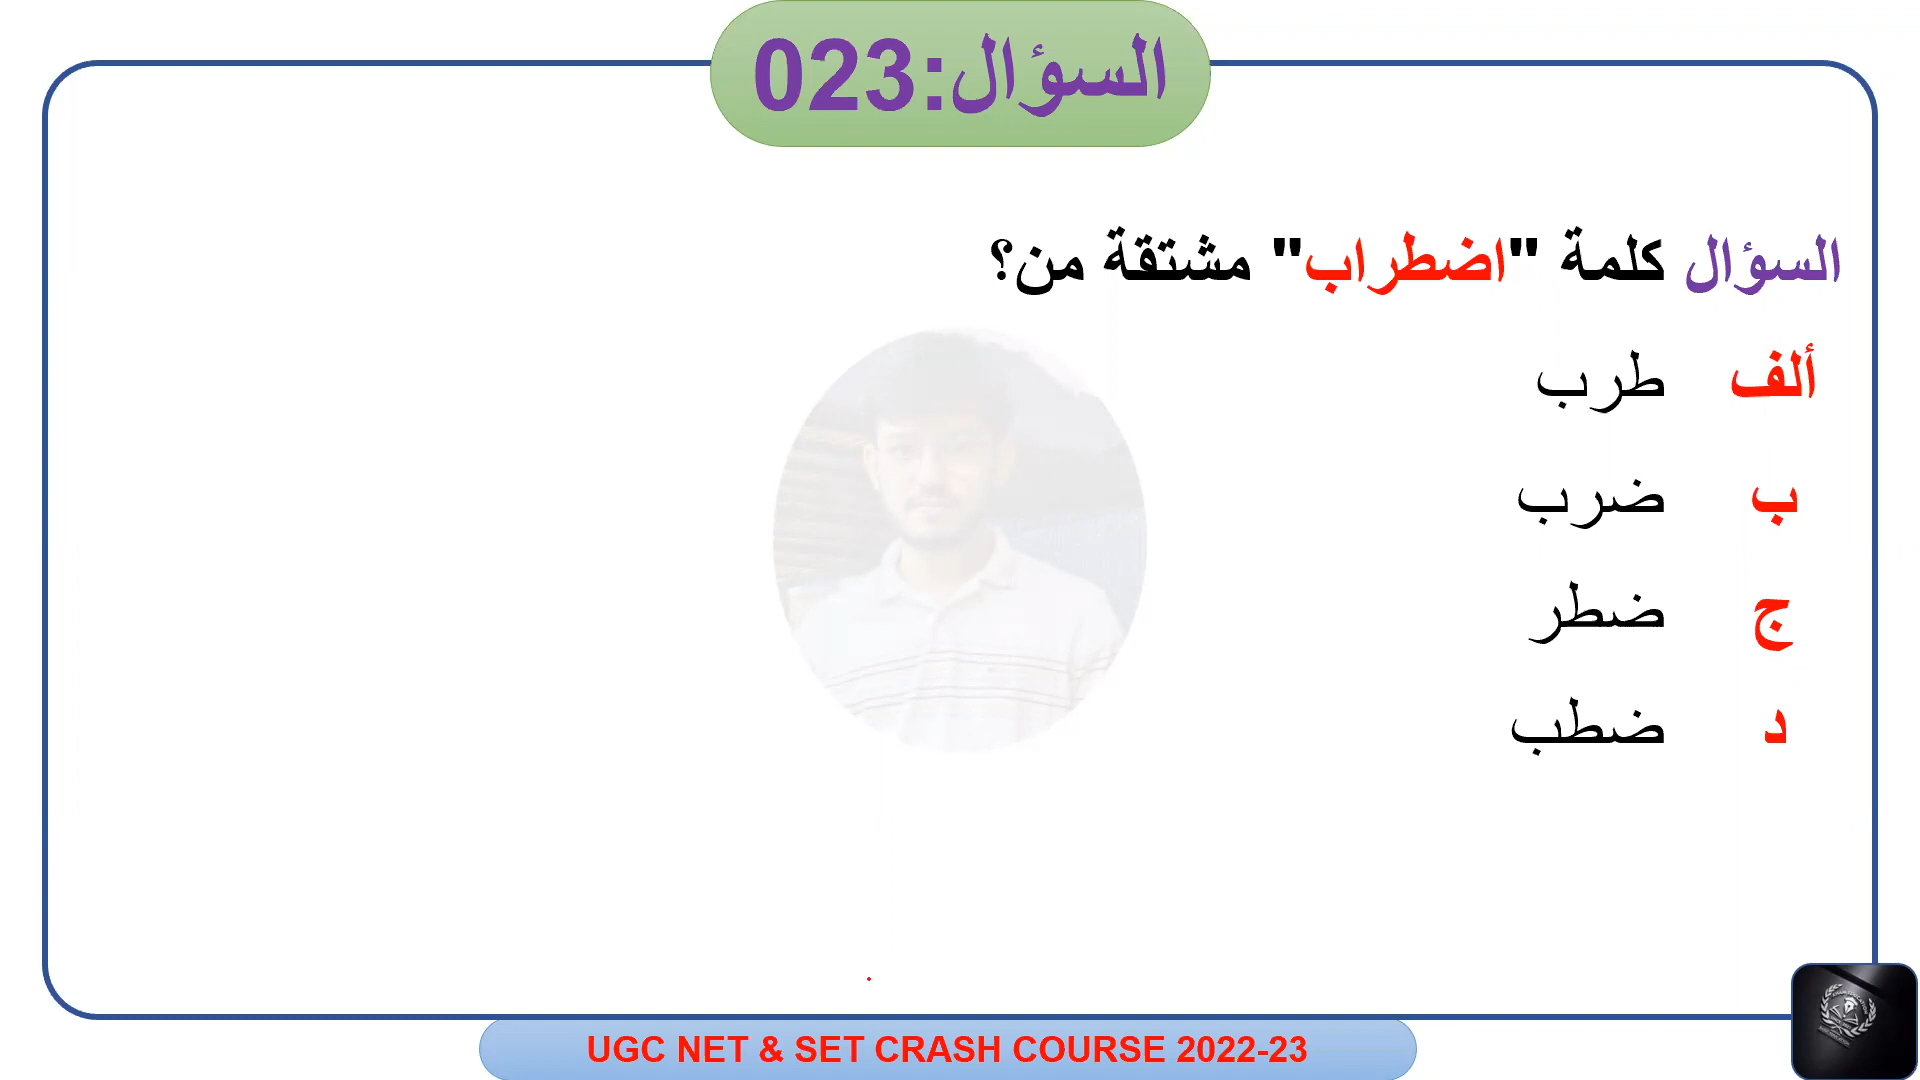 السؤال:023
السؤال كلمة "اضطراب" مشتقة من؟
ألف طرب
ب ضرب
ج ضطر
د ضطب
UGC NET & SET CRASH COURSE 2022-23